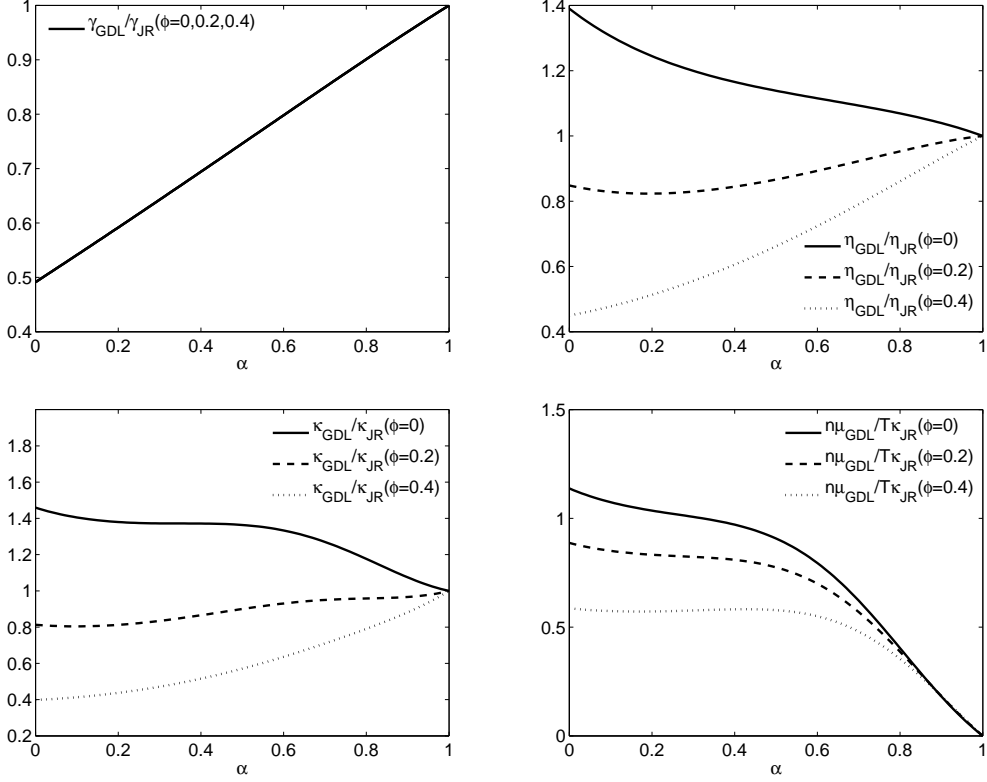 1
0.9
0.8
0.7
0.6
0.5
0.4
0 0.2 0.4 0.6 0.8 1
α
γGDL/γJR(ϕ=0,0.2,0.4)
1.4
1.2
1
0.8
0.6
0.4
0 0.2 0.4 0.6 0.8 1
α
ηGDL/ηJR(ϕ=0)
ηGDL/ηJR(ϕ=0.2)
ηGDL/ηJR(ϕ=0.4)
1.8
1.6
1.4
1.2
1
0.8
0.6
0.4
0.2
0 0.2 0.4 0.6 0.8 1
α
κGDL/κJR(ϕ=0)
κGDL/κJR(ϕ=0.2)
κGDL/κJR(ϕ=0.4)
1.5
1
0.5
0
0 0.2 0.4 0.6 0.8 1
α
nμGDL/TκJR(ϕ=0)
nμGDL/TκJR(ϕ=0.2)
nμGDL/TκJR(ϕ=0.4)